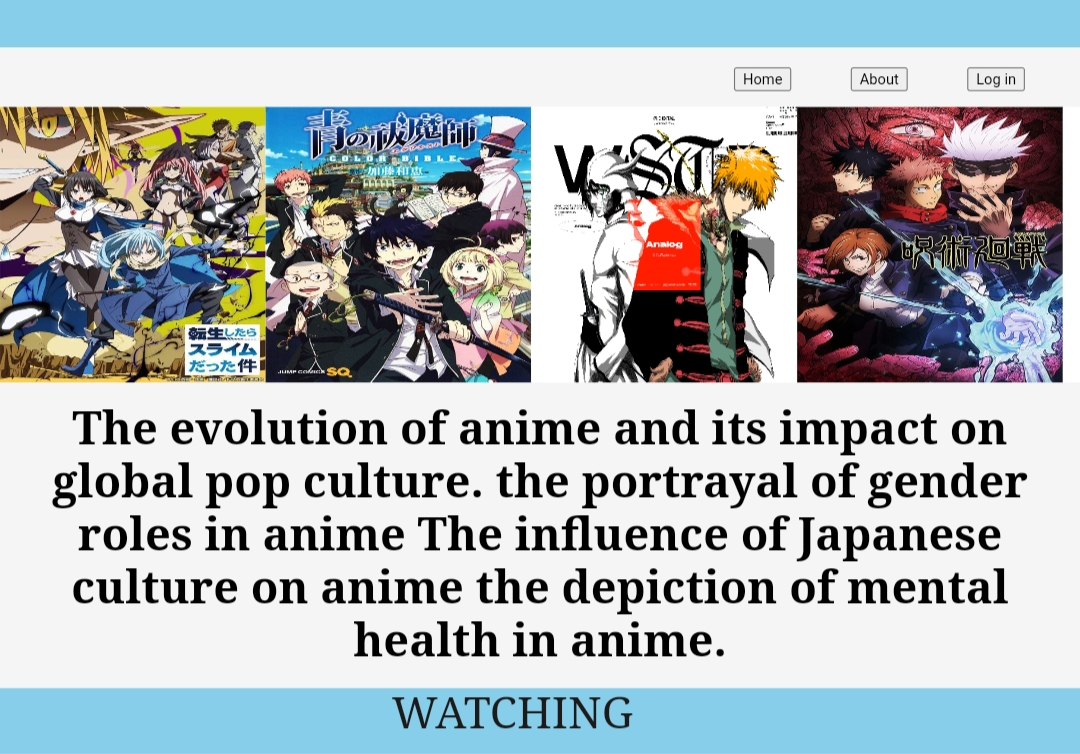 Home About Log in
青の祓魔師
COLOR BIBLE
加藤和恵
転生したら
スライム
だった件
JUMP COMICS SQ.
Analog
呪術廻戦
The evolution of anime and its impact on
global pop culture. the portrayal of gender
roles in anime The influence of Japanese
culture on anime the depiction of mental
health in anime.
WATCHING